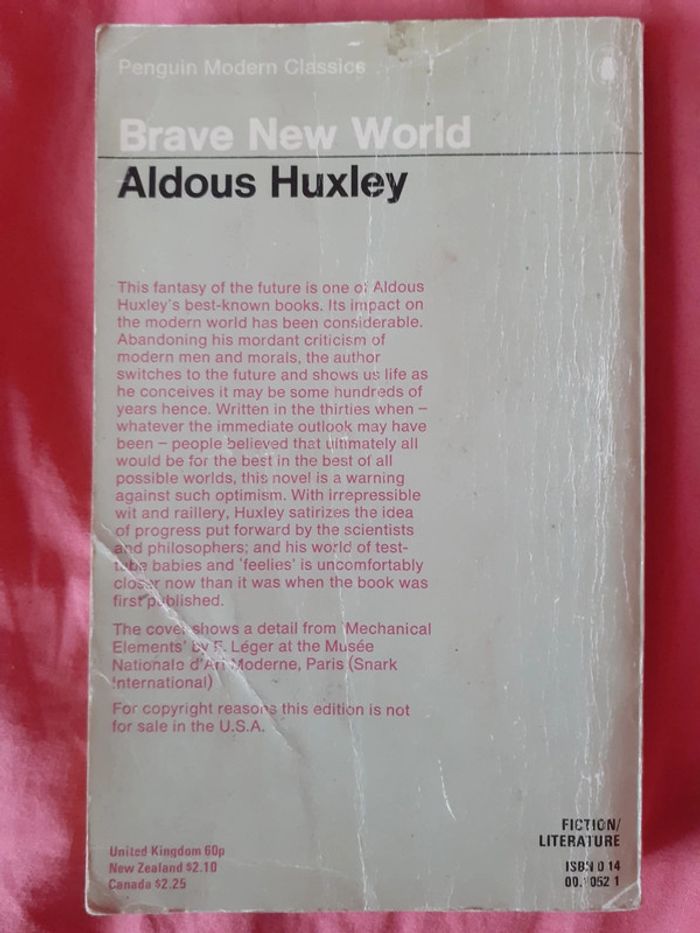 Penguin Modern Classics
Brave New World
Aldous Huxley
This fantasy of the future is one of Aldous
Huxley's best-known books. Its impact on
the modern world has been considerable.
Abandoning his mordant criticism of
modern men and morals, the author
switches to the future and shows us life as
he conceives it may be some hundreds of
years hence. Written in the thirties when –
whatever the immediate outlook may have
been – people believed that ultimately all
would be for the best in the best of all
possible worlds, this novel is a warning
against such optimism. With irrepressible
wit and raillery, Huxley satirizes the idea
of progress put forward by the scientists
and philosophers; and his world of test-
tube babies and 'feelies' is uncomfortably
closer now than it was when the book was
first published.
The cover shows a detail from 'Mechanical
Elements' by F. Léger at the Musée
Nationale d'Art Moderne, Paris (Snark
International)
For copyright reasons this edition is not
for sale in the U.S.A.
United Kingdom 60p
New Zealand $2.10
Canada $2.25
FICTION/
LITERATURE
ISBN 0 14
00.1052 1